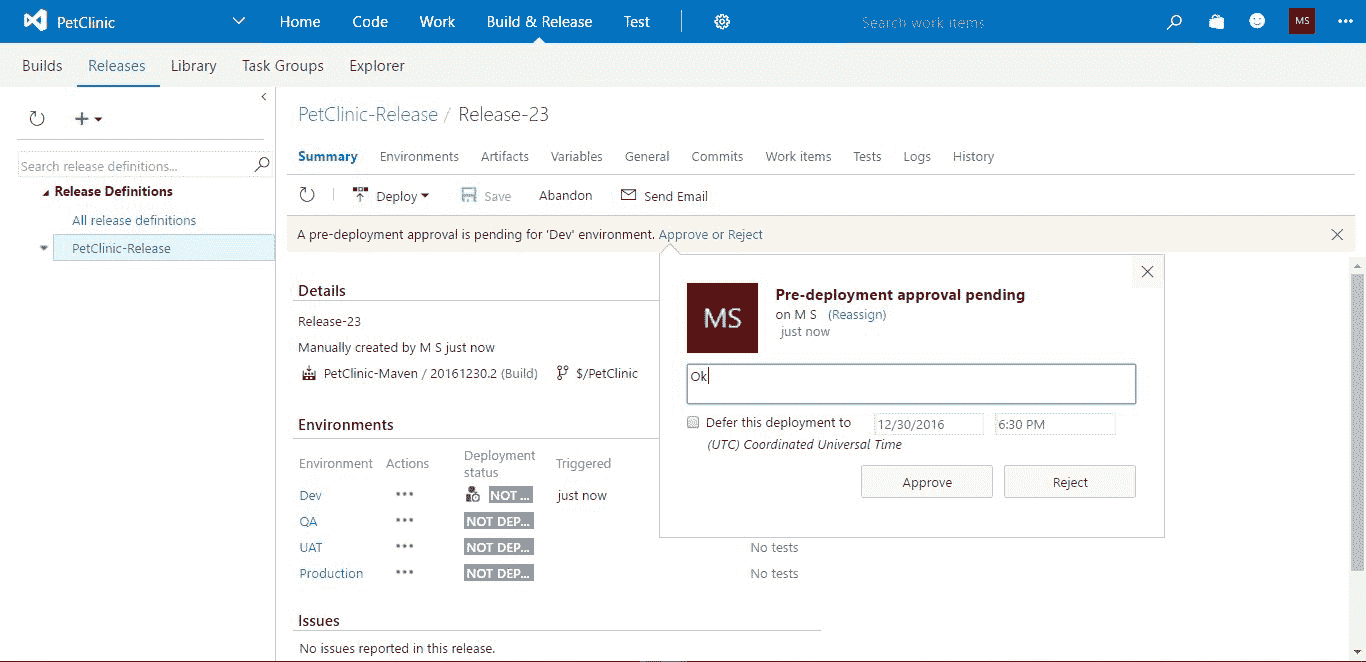 PetClinic Home Code Work Build & Release Test Search work items MS
Builds Releases Library Task Groups Explorer
Search release definitions...
Release Definitions
All release definitions
PetClinic-Release
PetClinic-Release / Release-23
Summary Environments Artifacts Variables General Commits Work items Tests Logs History
Deploy Save Abandon Send Email
A pre-deployment approval is pending for 'Dev' environment. Approve or Reject
Details
Release-23
Manually created by M S just now
PetClinic-Maven / 20161230.2 (Build) $/PetClinic
Environments
Environment Actions Deployment status Triggered
Dev ••• NOT ... just now
QA ••• NOT DEP...
UAT ••• NOT DEP... No tests
Production ••• NOT DEP... No tests
Issues
No issues reported in this release.
MS
Pre-deployment approval pending
on M S (Reassign)
just now
Ok
Defer this deployment to 12/30/2016 6:30 PM
(UTC) Coordinated Universal Time
Approve Reject